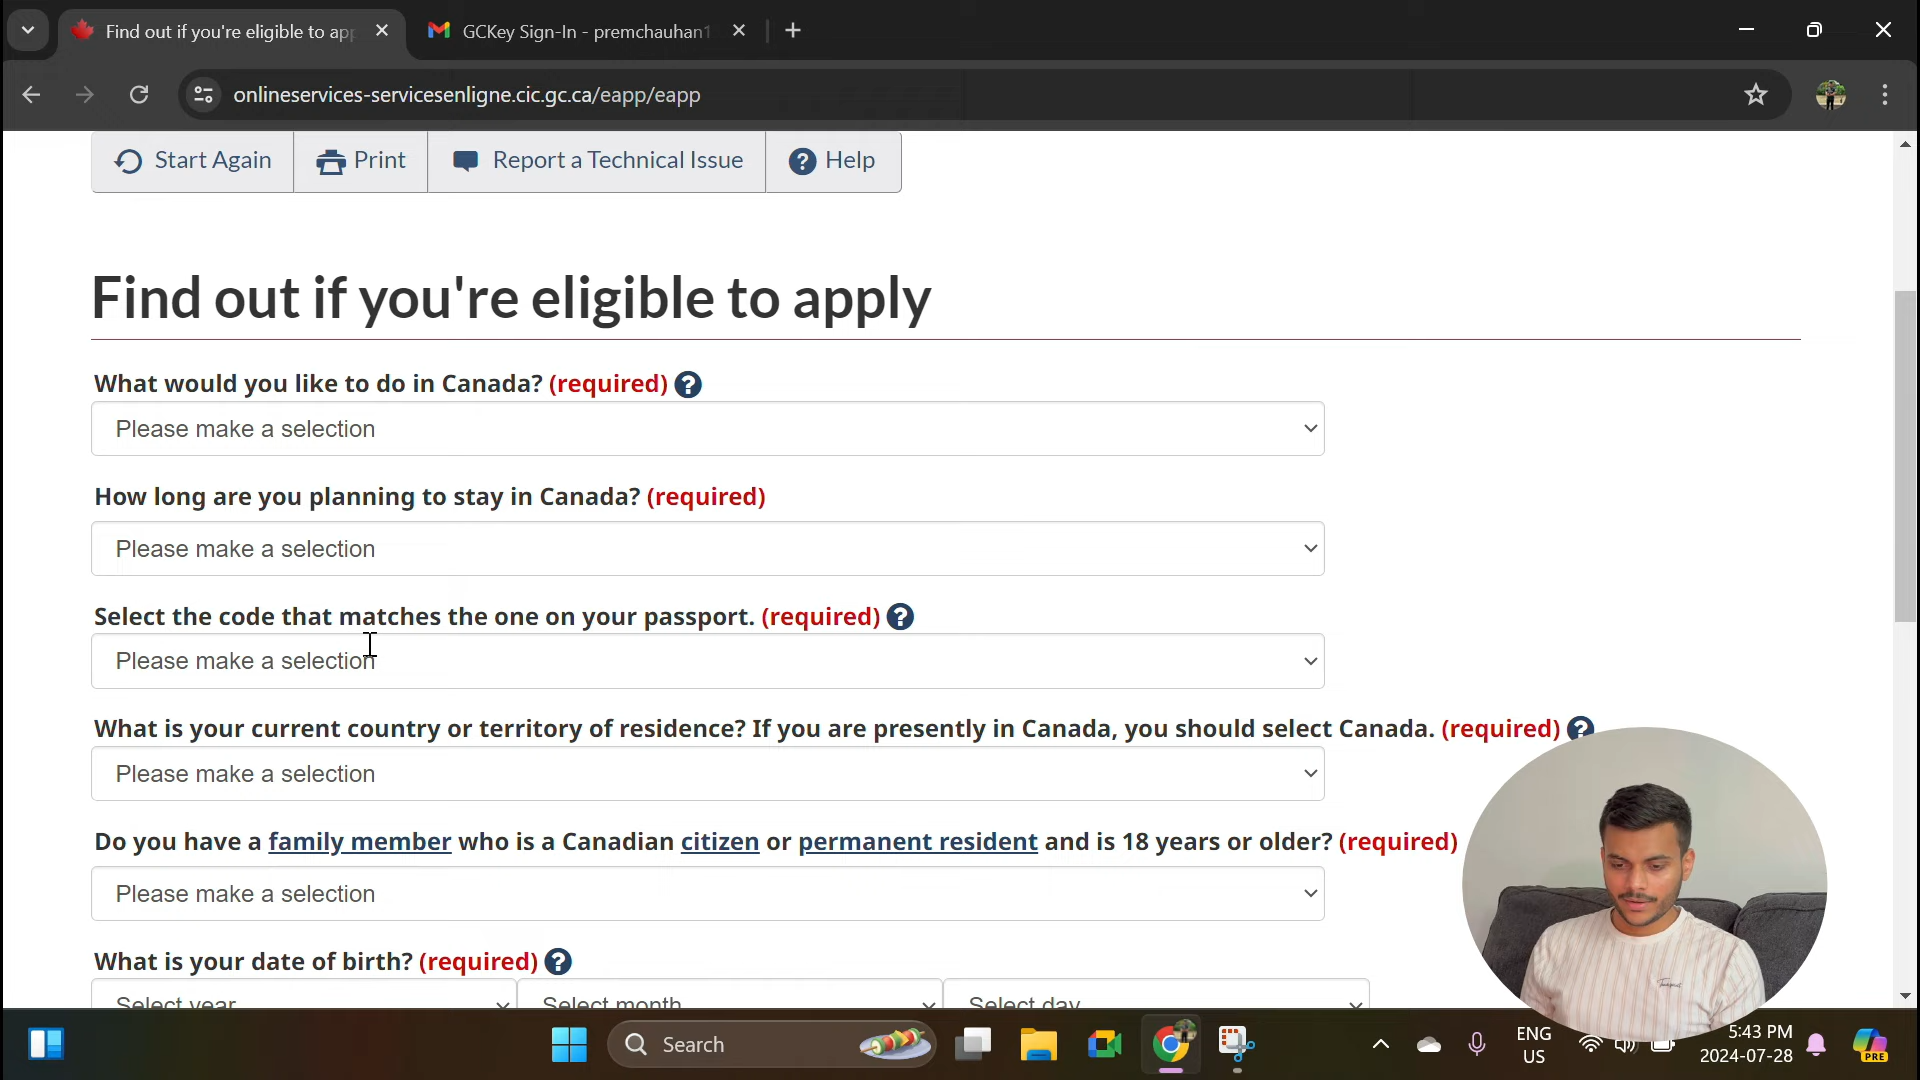 Find out if you're eligible to app
GCKey Sign-In - premchauhan1
onlineservices-servicesenligne.cic.gc.ca/eapp/eapp
Start Again
Print
Report a Technical Issue
Help
Find out if you're eligible to apply
What would you like to do in Canada? (required)
Please make a selection
How long are you planning to stay in Canada? (required)
Please make a selection
Select the code that matches the one on your passport. (required)
Please make a selection
What is your current country or territory of residence? If you are presently in Canada, you should select Canada. (required)
Please make a selection
Do you have a family member who is a Canadian citizen or permanent resident and is 18 years or older? (required)
Please make a selection
What is your date of birth? (required)
Select year
Select month
Select day
Search
ENG
US
5:43 PM
2024-07-28
PRE